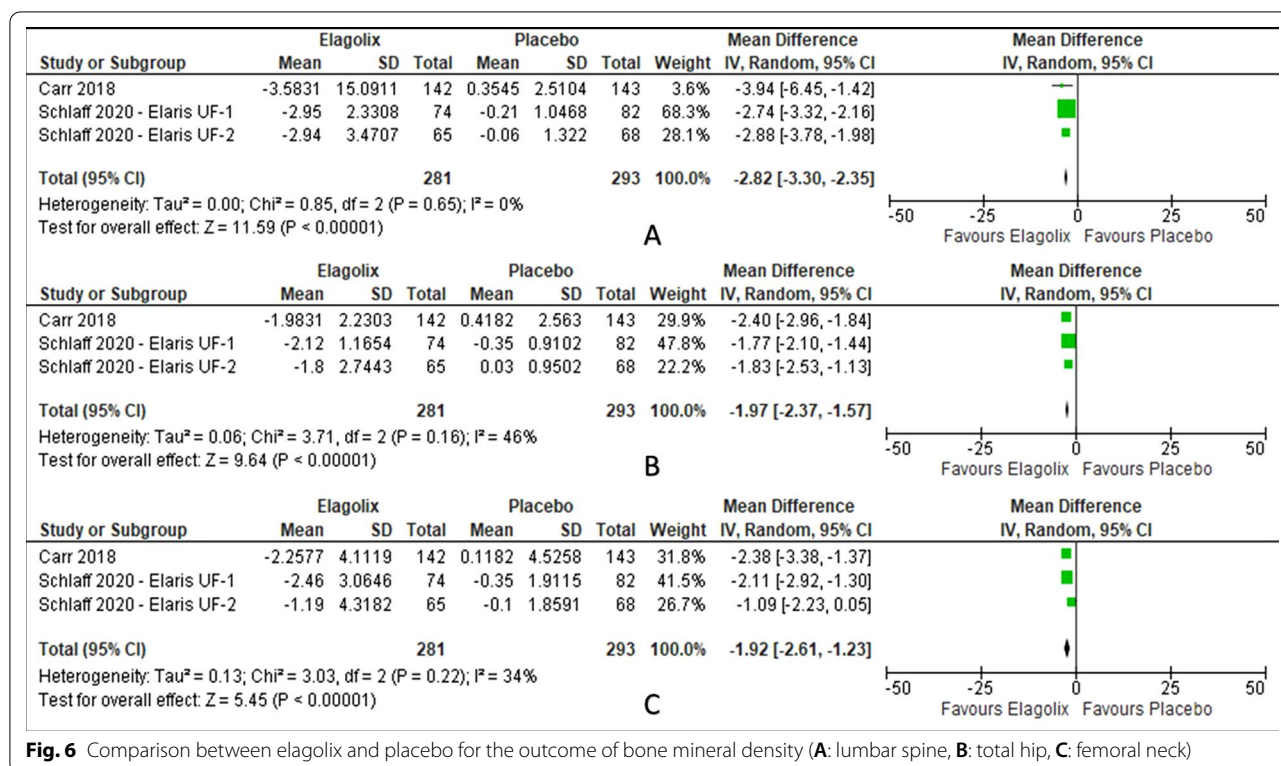 Elagolix Placebo Mean Difference Mean Difference
Study or Subgroup Mean SD Total Mean SD Total Weight IV, Random, 95% CI IV, Random, 95% CI
Carr 2018 -3.5831 15.0911 142 0.3545 2.5104 143 3.6% -3.94 [-6.45, -1.42]
Schlaff 2020 - Elaris UF-1 -2.95 2.3308 74 -0.21 1.0468 82 68.3% -2.74 [-3.32, -2.16]
Schlaff 2020 - Elaris UF-2 -2.94 3.4707 65 -0.06 1.322 68 28.1% -2.88 [-3.78, -1.98]
Total (95% CI) 281 293 100.0% -2.82 [-3.30, -2.35]
Heterogeneity: Tau² = 0.00; Chi² = 0.85, df = 2 (P = 0.65); I² = 0%
Test for overall effect: Z = 11.59 (P < 0.00001)
A
-50 -25 0 25 50
Favours Elagolix Favours Placebo
Elagolix Placebo Mean Difference Mean Difference
Study or Subgroup Mean SD Total Mean SD Total Weight IV, Random, 95% CI IV, Random, 95% CI
Carr 2018 -1.9831 2.2303 142 0.4182 2.563 143 29.9% -2.40 [-2.96, -1.84]
Schlaff 2020 - Elaris UF-1 -2.12 1.1654 74 -0.35 0.9102 82 47.8% -1.77 [-2.10, -1.44]
Schlaff 2020 - Elaris UF-2 -1.8 2.7443 65 0.03 0.9502 68 22.2% -1.83 [-2.53, -1.13]
Total (95% CI) 281 293 100.0% -1.97 [-2.37, -1.57]
Heterogeneity: Tau² = 0.06; Chi² = 3.71, df = 2 (P = 0.16); I² = 46%
Test for overall effect: Z = 9.64 (P < 0.00001)
B
-50 -25 0 25 50
Favours Elagolix Favours Placebo
Elagolix Placebo Mean Difference Mean Difference
Study or Subgroup Mean SD Total Mean SD Total Weight IV, Random, 95% CI IV, Random, 95% CI
Carr 2018 -2.2577 4.1119 142 0.1182 4.5258 143 31.8% -2.38 [-3.38, -1.37]
Schlaff 2020 - Elaris UF-1 -2.46 3.0646 74 -0.35 1.9115 82 41.5% -2.11 [-2.92, -1.30]
Schlaff 2020 - Elaris UF-2 -1.19 4.3182 65 -0.1 1.8591 68 26.7% -1.09 [-2.23, 0.05]
Total (95% CI) 281 293 100.0% -1.92 [-2.61, -1.23]
Heterogeneity: Tau² = 0.13; Chi² = 3.03, df = 2 (P = 0.22); I² = 34%
Test for overall effect: Z = 5.45 (P < 0.00001)
C
-50 -25 0 25 50
Favours Elagolix Favours Placebo
Fig. 6 Comparison between elagolix and placebo for the outcome of bone mineral density (A: lumbar spine, B: total hip, C: femoral neck)